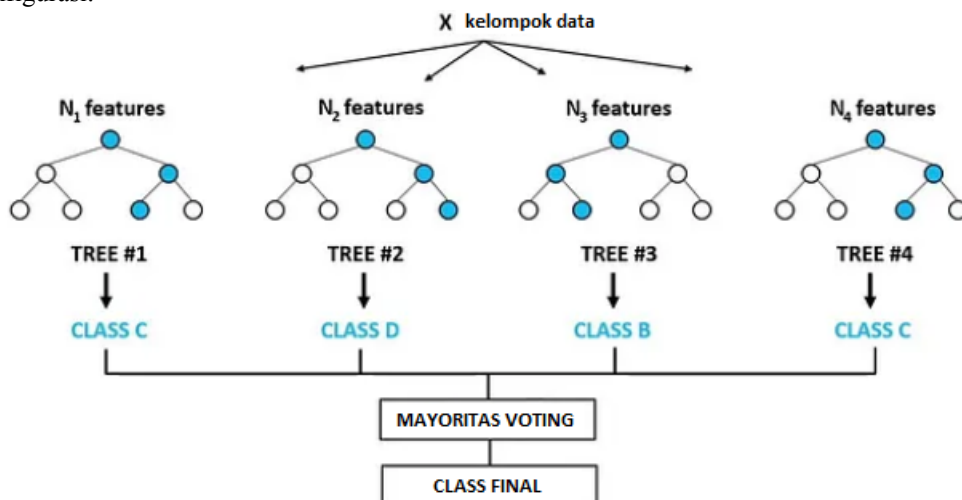 X kelompok data
N1 features
N2 features
N3 features
N4 features
TREE #1
TREE #2
TREE #3
TREE #4
CLASS C
CLASS D
CLASS B
CLASS C
MAYORITAS VOTING
CLASS FINAL